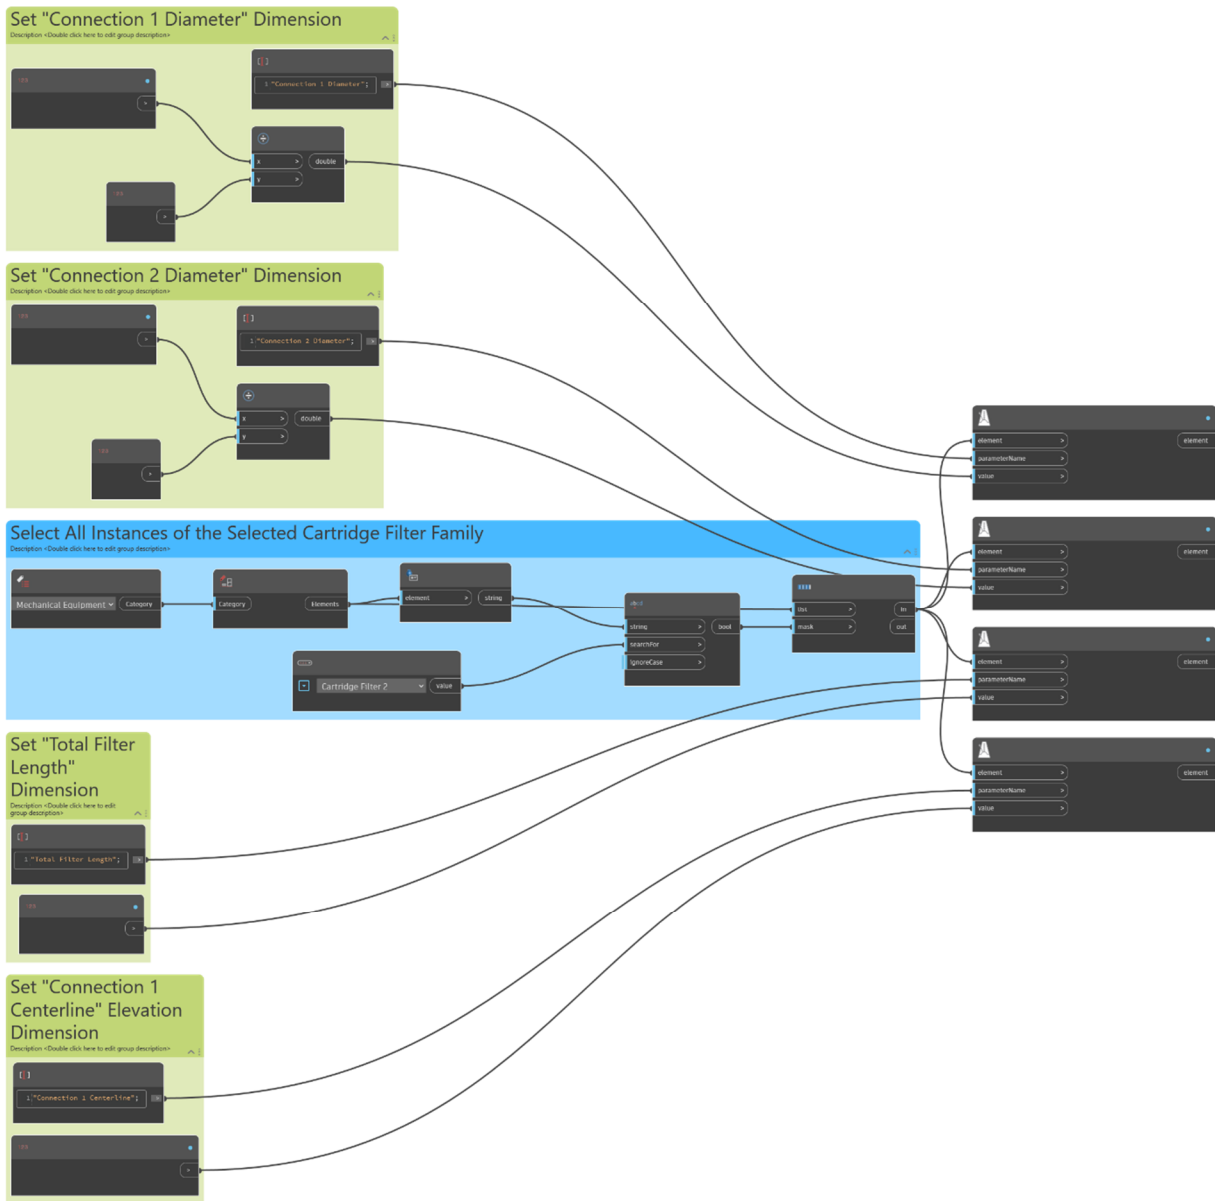 Set "Connection 1 Diameter" Dimension
Description <Double click here to edit group description>
1 "Connection 1 Diameter";
>
>
x >
double
y >
>
Set "Connection 2 Diameter" Dimension
Description <Double click here to edit group description>
1 "Connection 2 Diameter";
>
>
x >
double
y >
>
element >
element
parameterName >
value >
element >
element
parameterName >
value >
Select All Instances of the Selected Cartridge Filter Family
Description <Double click here to edit group description>
Mechanical Equipment
Category
Category
Elements
element >
string
string >
bool
searchFor >
ignoreCase >
list >
in
mask >
out
Cartridge Filter 2
value
element >
element
parameterName >
value >
element >
element
parameterName >
value >
Set "Total Filter
Length"
Dimension
Description <Double click here to edit
group description>
1 "Total Filter Length";
>
>
Set "Connection 1
Centerline" Elevation
Dimension
Description <Double click here to edit group description>
1 "Connection 1 Centerline";
>
>